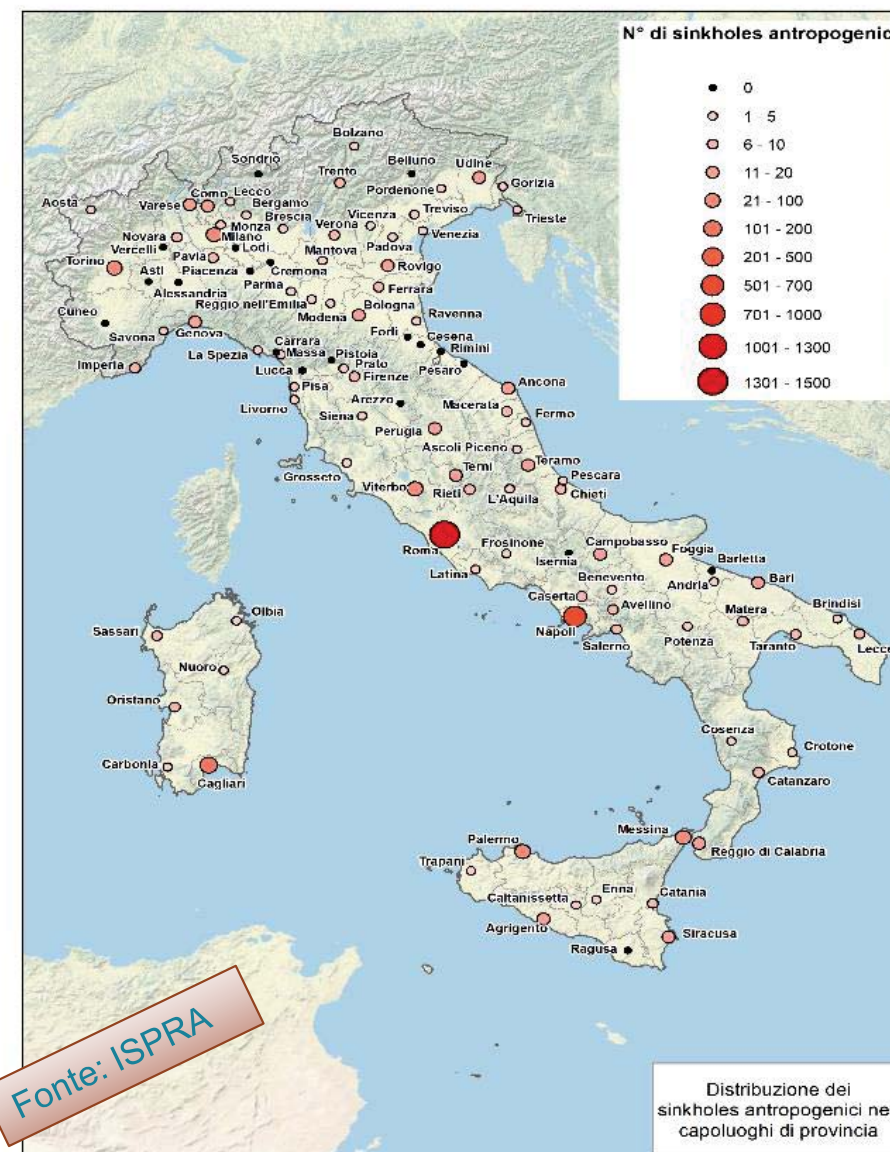 N° di sinkholes antropogenic
0
1 - 5
6 - 10
11 - 20
21 - 100
101 - 200
201 - 500
501 - 700
701 - 1000
1001 - 1300
1301 - 1500
Bolzano
Sondrio
Belluno
Udine
Trento
Pordenone
Gorizia
Aosta
Varese
Como
Lecco
Bergamo
Brescia
Verona
Vicenza
Treviso
Trieste
Novara
Monza
Milano
Vercelli
Lodi
Mantova
Padova
Venezia
Torino
Pavia
Asti
Piacenza
Cremona
Rovigo
Alessandria
Parma
Ferrara
Reggio nell'Emilia
Cuneo
Modena
Bologna
Ravenna
Savona
Genova
Forlì
Cesena
Rimini
Imperia
La Spezia
Carrara
Massa
Pistoia
Prato
Lucca
Firenze
Pesaro
Pisa
Ancona
Livorno
Arezzo
Macerata
Siena
Fermo
Perugia
Ascoli Piceno
Grosseto
Terni
Teramo
Viterbo
Rieti
L'Aquila
Pescara
Chieti
Roma
Frosinone
Isernia
Campobasso
Foggia
Barletta
Latina
Benevento
Andria
Bari
Caserta
Avellino
Matera
Brindisi
Napoli
Salerno
Potenza
Taranto
Lecce
Olbia
Sassari
Nuoro
Oristano
Carbonia
Cagliari
Cosenza
Crotone
Catanzaro
Messina
Reggio di Calabria
Palermo
Trapani
Caltanissetta
Enna
Catania
Agrigento
Ragusa
Siracusa
Fonte: ISPRA
Distribuzione dei
sinkholes antropogenici ne
capoluoghi di provincia